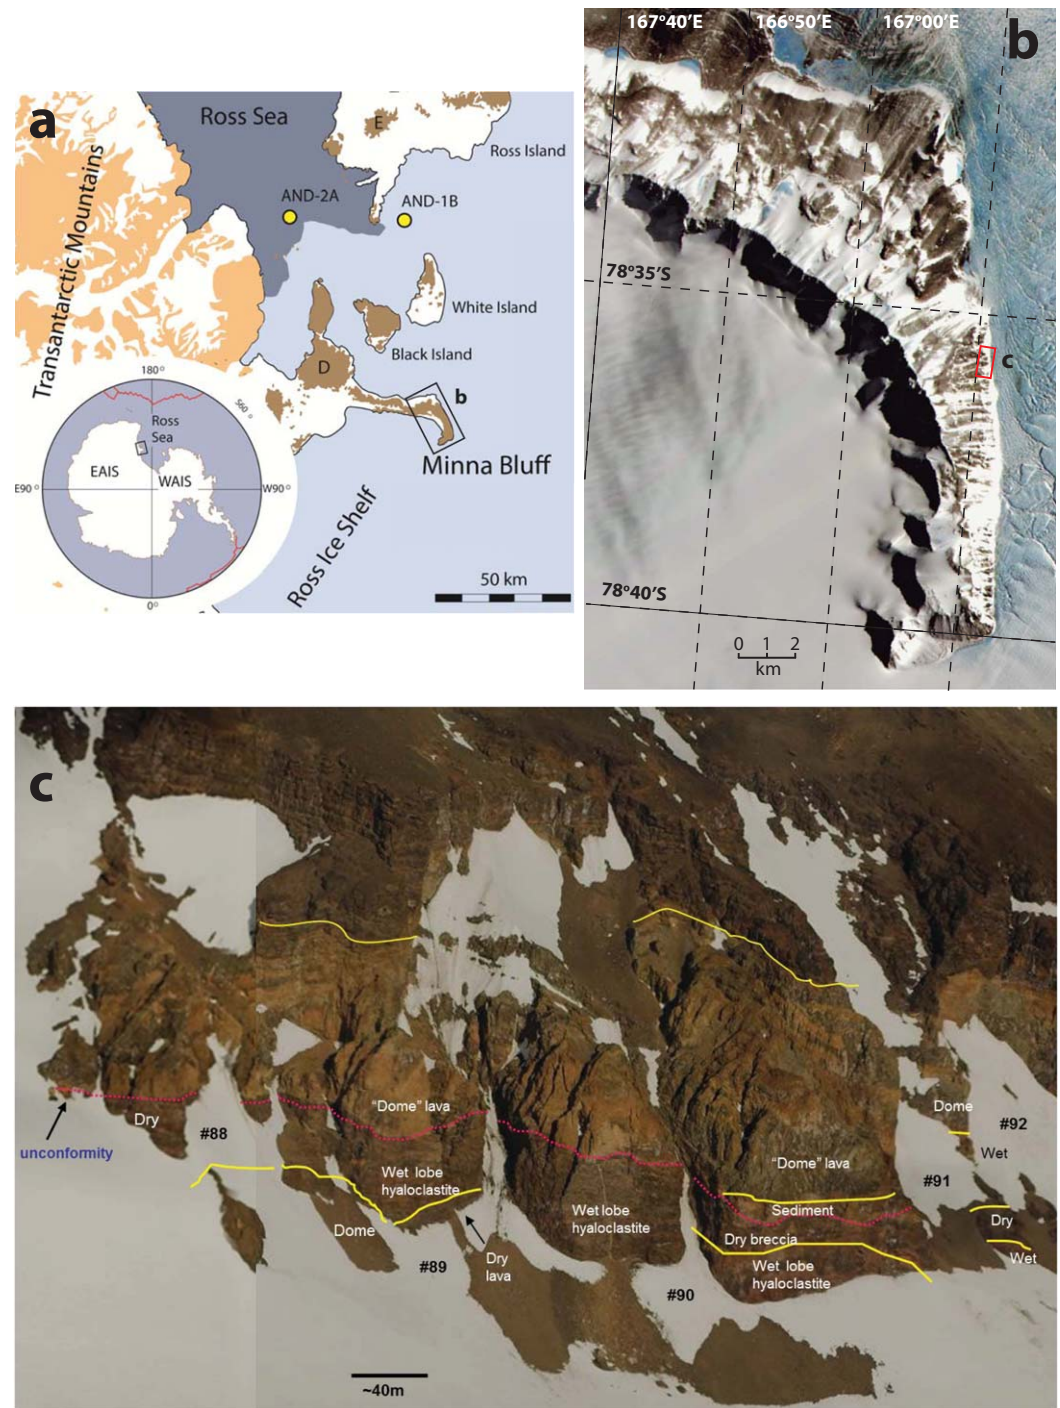 a
Ross Sea
E
Ross Island
Transantarctic Mountains
AND-2A
AND-1B
White Island
Black Island
D
b
Minna Bluff
180°
S60°
Ross
Sea
EAIS
WAIS
E90°
W90°
0°
Ross Ice Shelf
50 km
167°40′E
166°50′E
167°00′E
b
78°35′S
c
78°40′S
0 1 2
km
c
Dry
unconformity
#88
"Dome" lava
Wet lobe
hyaloclastite
Dome
#89
Dry
lava
Wet lobe
hyaloclastite
#90
"Dome" lava
Sediment
Dry breccia
Wet lobe
hyaloclastite
Dome
#92
Wet
#91
Dry
Wet
~40m